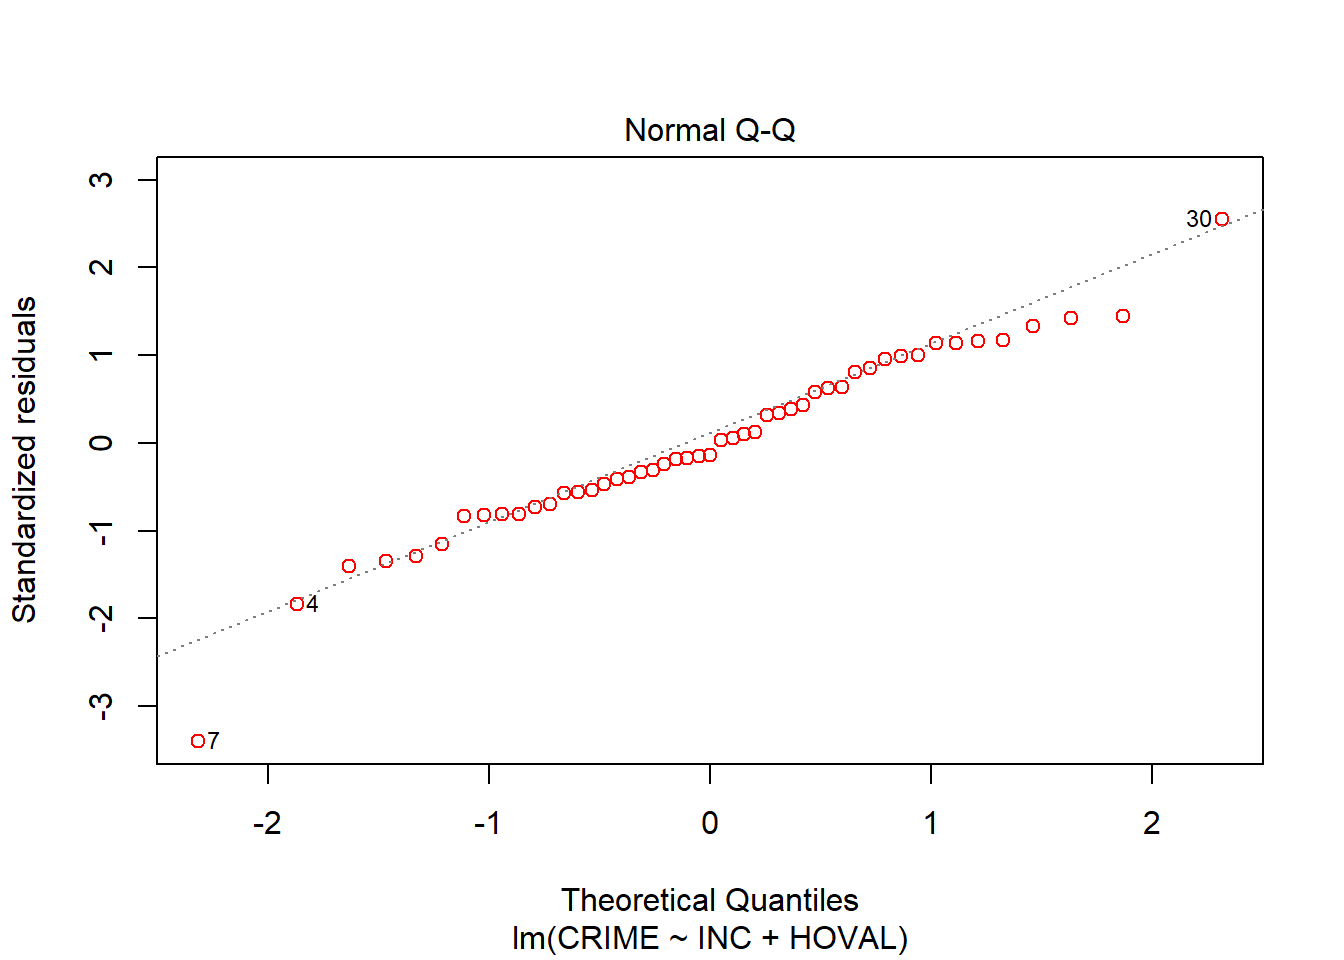 Normal Q-Q
3
2
1
0
-1
-2
-3
Standardized residuals
30
4
7
-2 -1 0 1 2
Theoretical Quantiles
lm(CRIME ~ INC + HOVAL)